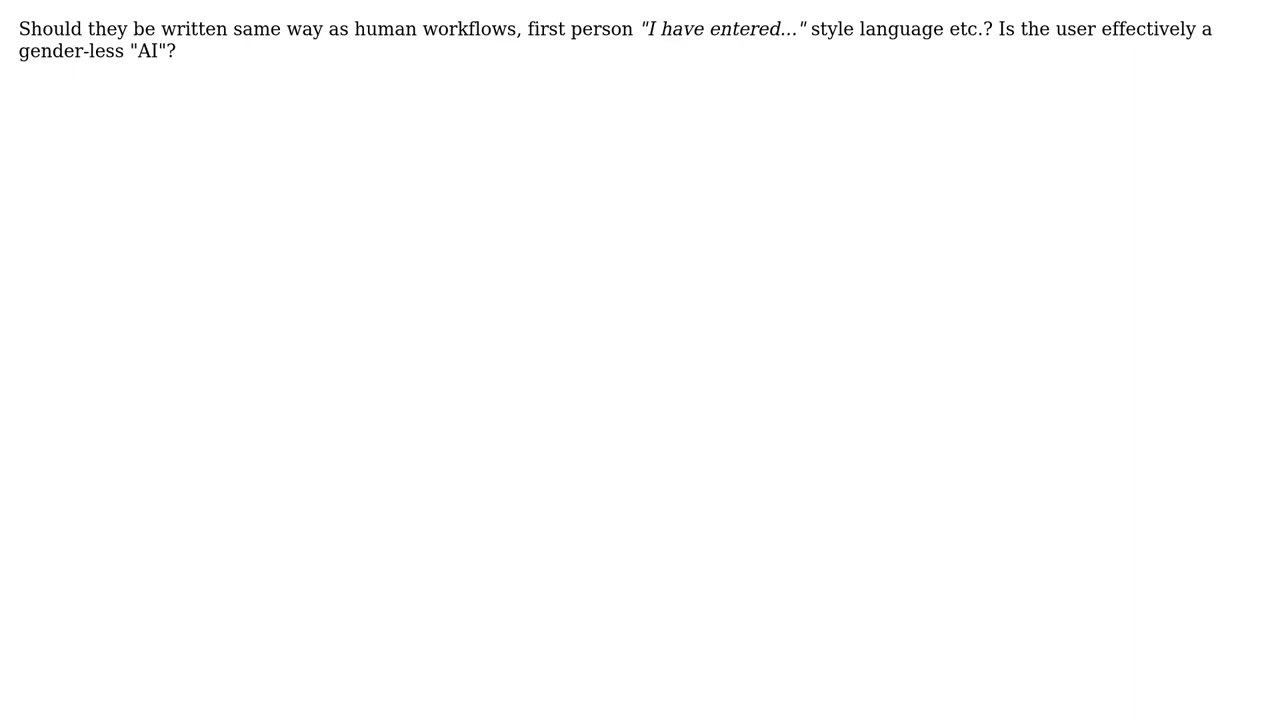 Should they be written same way as human workflows, first person "I have entered..." style language etc.? Is the user effectively a
gender-less "AI"?